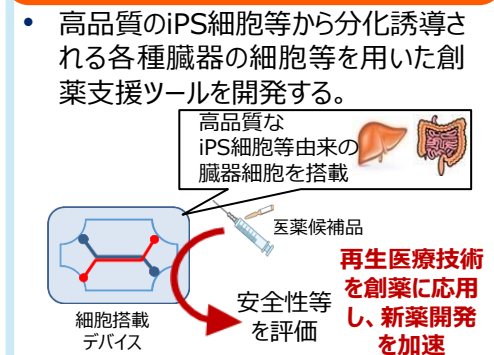 • 高品質のiPS細胞等から分化誘導さ
れる各種臓器の細胞等を用いた創
薬支援ツールを開発する。
高品質な
iPS細胞等由来の
臓器細胞を搭載
医薬候補品
細胞搭載
デバイス
安全性等
を評価
再生医療技術
を創薬に応用
し、新薬開発
を加速